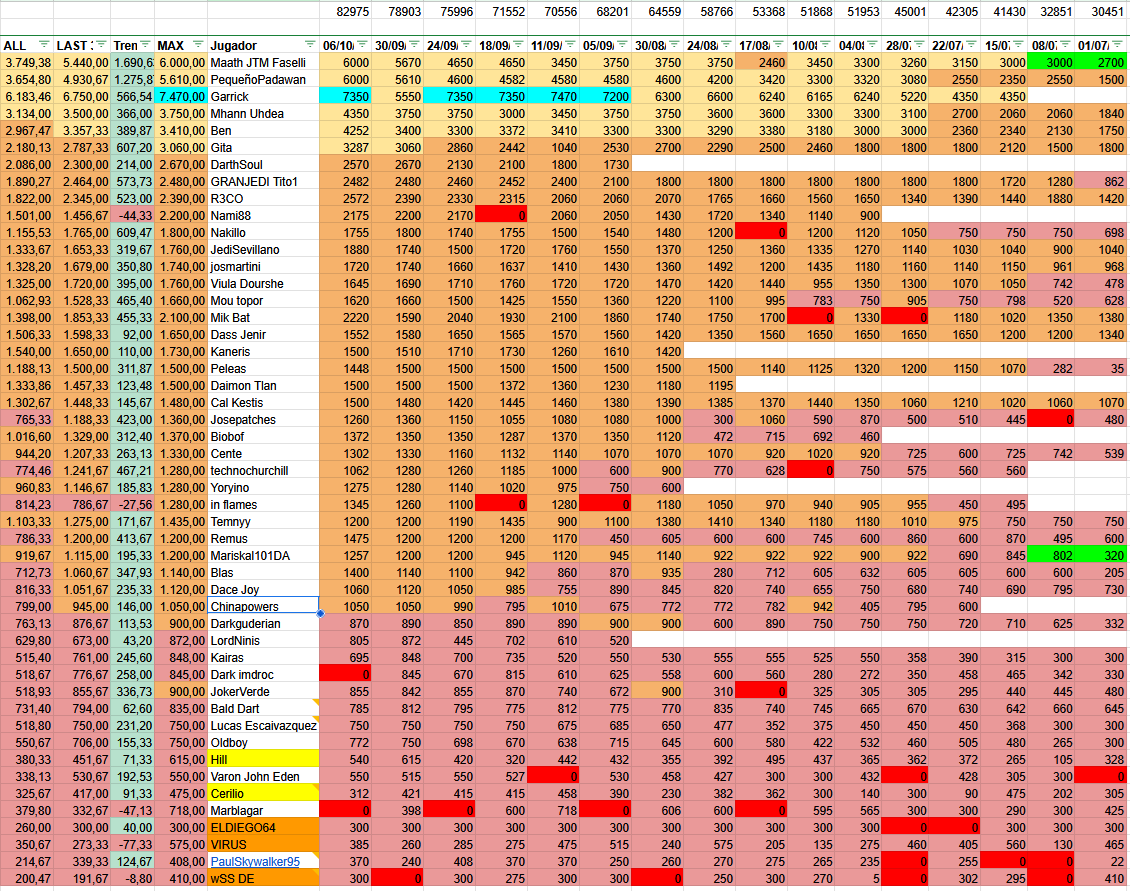 82975 78903 75996 71552 70556 68201 64559 58766 53368 51868 51953 45001 42305 41430 32851 30451
ALL LAST : Tren MAX Jugador 06/10/ 30/09/ 24/09/ 18/09/ 11/09/ 05/09/ 30/08/ 24/08/ 17/08/ 10/08/ 04/08/ 28/07/ 22/07/ 15/07/ 08/07/ 01/07/
3.749,38 5.440,00 1.690,63 6.000,00 Maath JTM Faselli 6000 5670 4650 4650 3450 3750 3750 3750 2460 3450 3300 3260 3150 3450 3000 2700
3.654,80 4.930,67 1.275,87 5.610,00 PequeñoPadawan 5792 5610 4600 4582 4580 4580 4600 4200 3420 3300 3320 3080 2550 2350 2550 1500
6.183,46 6.750,00 566,54 7.470,00 Garrick 7350 5550 7350 7350 7470 7200 6300 6600 6240 6165 6240 5220 4350 4350
3.134,00 3.500,00 366,00 3.750,00 Mhann Uhdea 4350 3750 3750 3000 3450 3750 3750 3600 3600 3300 3300 3100 2700 2060 2060 1840
2.967,47 3.357,33 389,87 3.410,00 Ben 4252 3400 3300 3372 3410 3300 3300 3290 3380 3180 3000 3000 2360 2340 2130 1750
2.180,13 2.787,33 607,20 3.060,00 Gita 3287 3060 2860 2442 1040 2530 2700 2290 2500 2460 1800 1800 1800 2120 1500 1800
2.086,00 2.300,00 214,00 2.670,00 DarthSoul 2570 2670 2130 2100 1800 1730
1.890,27 2.464,00 573,73 2.480,00 GRANJEDI Tito1 2482 2480 2460 2452 2400 2100 1800 1800 1800 1800 1800 1800 1800 1720 1280 862
1.822,00 2.345,00 523,00 2.390,00 R3CO 2572 2390 2330 2315 2060 2060 2070 1765 1660 1560 1650 1340 1390 1440 1880 1420
1.501,00 1.456,67 -44,33 2.200,00 Nami88 2175 2200 2170 0 2060 2050 1430 1720 1340 1140 900
1.155,53 1.765,00 609,47 1.800,00 Nakillo 1755 1800 1740 1755 1500 1540 1480 1200 0 1200 1120 1050 750 750 750 698
1.333,67 1.653,33 319,67 1.760,00 JediSevillano 1880 1740 1500 1720 1760 1550 1370 1250 1360 1335 1270 1140 1030 1040 900 1040
1.328,20 1.679,00 350,80 1.740,00 josmartini 1720 1740 1660 1637 1410 1430 1360 1492 1200 1435 1180 1160 1140 1150 961 968
1.325,00 1.720,00 395,00 1.760,00 Viula Dourshe 1645 1690 1710 1760 1720 1720 1470 1420 1440 955 1350 1300 1070 1050 742 478
1.062,93 1.528,33 465,40 1.660,00 Mou topor 1620 1660 1500 1425 1550 1360 1220 1100 995 783 750 905 750 798 520 628
1.398,00 1.853,33 455,33 2.100,00 Mik Bat 2220 1590 2040 1930 2100 1860 1740 1750 1700 0 1330 0 1180 1020 1350 1380
1.506,33 1.598,33 92,00 1.650,00 Dass Jenir 1552 1580 1650 1565 1570 1560 1420 1350 1560 1650 1650 1650 1650 1200 1200 1340
1.540,00 1.650,00 110,00 1.730,00 Kaneris 1500 1510 1710 1730 1260 1610 1420
1.188,13 1.500,00 311,87 1.500,00 Peleas 1448 1500 1500 1500 1500 1500 1500 1500 1140 1125 1320 1200 1150 1070 282 35
1.333,86 1.457,33 123,48 1.500,00 Daimon Tlan 1500 1500 1500 1372 1360 1230 1180 1195
1.302,67 1.448,33 145,67 1.480,00 Cal Kestis 1500 1480 1420 1445 1460 1380 1390 1385 1370 1440 1350 1060 1210 1020 1060 1070
765,33 1.188,33 423,00 1.360,00 Josepatches 1260 1360 1150 1055 1080 1080 1000 300 1060 590 870 500 510 445 0 480
1.016,60 1.329,00 312,40 1.370,00 Biobof 1372 1350 1350 1287 1370 1350 1120 472 715 692 460
944,20 1.207,33 263,13 1.330,00 Cente 1302 1330 1160 1132 1140 1070 1070 1070 920 1020 920 725 600 725 742 539
774,46 1.241,67 467,21 1.280,00 technochurchill 1062 1280 1260 1185 1000 600 900 770 628 0 750 575 560 560
960,83 1.146,67 185,83 1.280,00 Yoryino 1275 1280 1140 1020 975 750 600
814,23 786,67 -27,56 1.280,00 in flames 1345 1260 1100 0 1280 0 1180 1050 970 940 905 955 450 495
1.103,33 1.275,00 171,67 1.435,00 Temnyy 1200 1200 1190 1435 900 1100 1380 1410 1340 1180 1180 1010 975 750 750 750
786,33 1.200,00 413,67 1.200,00 Remus 1475 1200 1200 1200 1170 450 605 600 600 745 600 860 600 870 495 600
919,67 1.115,00 195,33 1.200,00 Mariskal101DA 1257 1200 1200 945 1120 945 1140 922 922 922 900 922 690 845 802 320
712,73 1.060,67 347,93 1.140,00 Blas 1400 1140 1100 942 860 870 935 280 712 605 632 605 605 600 600 205
816,33 1.051,67 235,33 1.120,00 Dace Joy 1060 1120 1050 985 755 890 845 820 740 655 750 680 740 690 795 730
799,00 945,00 146,00 1.050,00 Chinapowers 1050 1050 990 795 1010 675 772 772 782 942 405 795 600
763,13 876,67 113,53 900,00 Darkguderian 870 890 850 890 890 900 900 600 890 750 750 750 720 710 625 332
629,80 673,00 43,20 872,00 LordNinis 805 872 445 702 610 520
515,40 761,00 245,60 848,00 Kairas 695 848 700 735 520 550 530 555 555 525 550 358 390 315 300 300
518,67 776,67 258,00 845,00 Dark imdroc 0 845 670 815 610 625 558 600 560 280 272 350 458 465 342 330
518,93 855,67 336,73 900,00 JokerVerde 855 842 855 870 740 672 900 310 0 325 305 305 295 440 445 480
731,40 794,00 62,60 835,00 Bald Dart 785 812 795 775 812 775 770 835 740 745 665 670 630 642 660 645
518,80 750,00 231,20 750,00 Lucas Escaivazquez 750 750 750 750 675 685 650 477 352 375 450 450 450 368 300 300
550,67 706,00 155,33 750,00 Oldboy 772 750 698 670 638 715 645 600 580 422 532 460 505 480 265 300
380,33 451,67 71,33 615,00 Hill 540 615 420 320 442 432 355 392 495 437 365 362 372 265 105 328
338,13 530,67 192,53 550,00 Varon John Eden 550 515 550 527 0 530 458 427 300 300 432 0 428 305 300 0
325,67 417,00 91,33 475,00 Cerilio 312 421 415 415 458 390 230 382 362 300 140 300 90 475 202 305
379,80 332,67 -47,13 718,00 Marblagar 0 398 0 600 718 0 606 600 0 595 565 300 300 290 300 425
260,00 300,00 40,00 300,00 ELDIEGO64 300 300 300 300 300 300 300 300 300 300 300 0 0 300 300 300
350,67 273,33 -77,33 575,00 VIRUS 385 260 285 275 475 515 240 575 205 135 275 460 405 560 130 465
214,67 339,33 124,67 408,00 PaulSkywalker95 370 240 408 370 370 250 260 270 275 265 235 0 255 0 0 22
200,47 191,67 -8,80 410,00 wSS DE 300 0 300 275 300 300 0 250 300 270 5 0 302 295 0 410